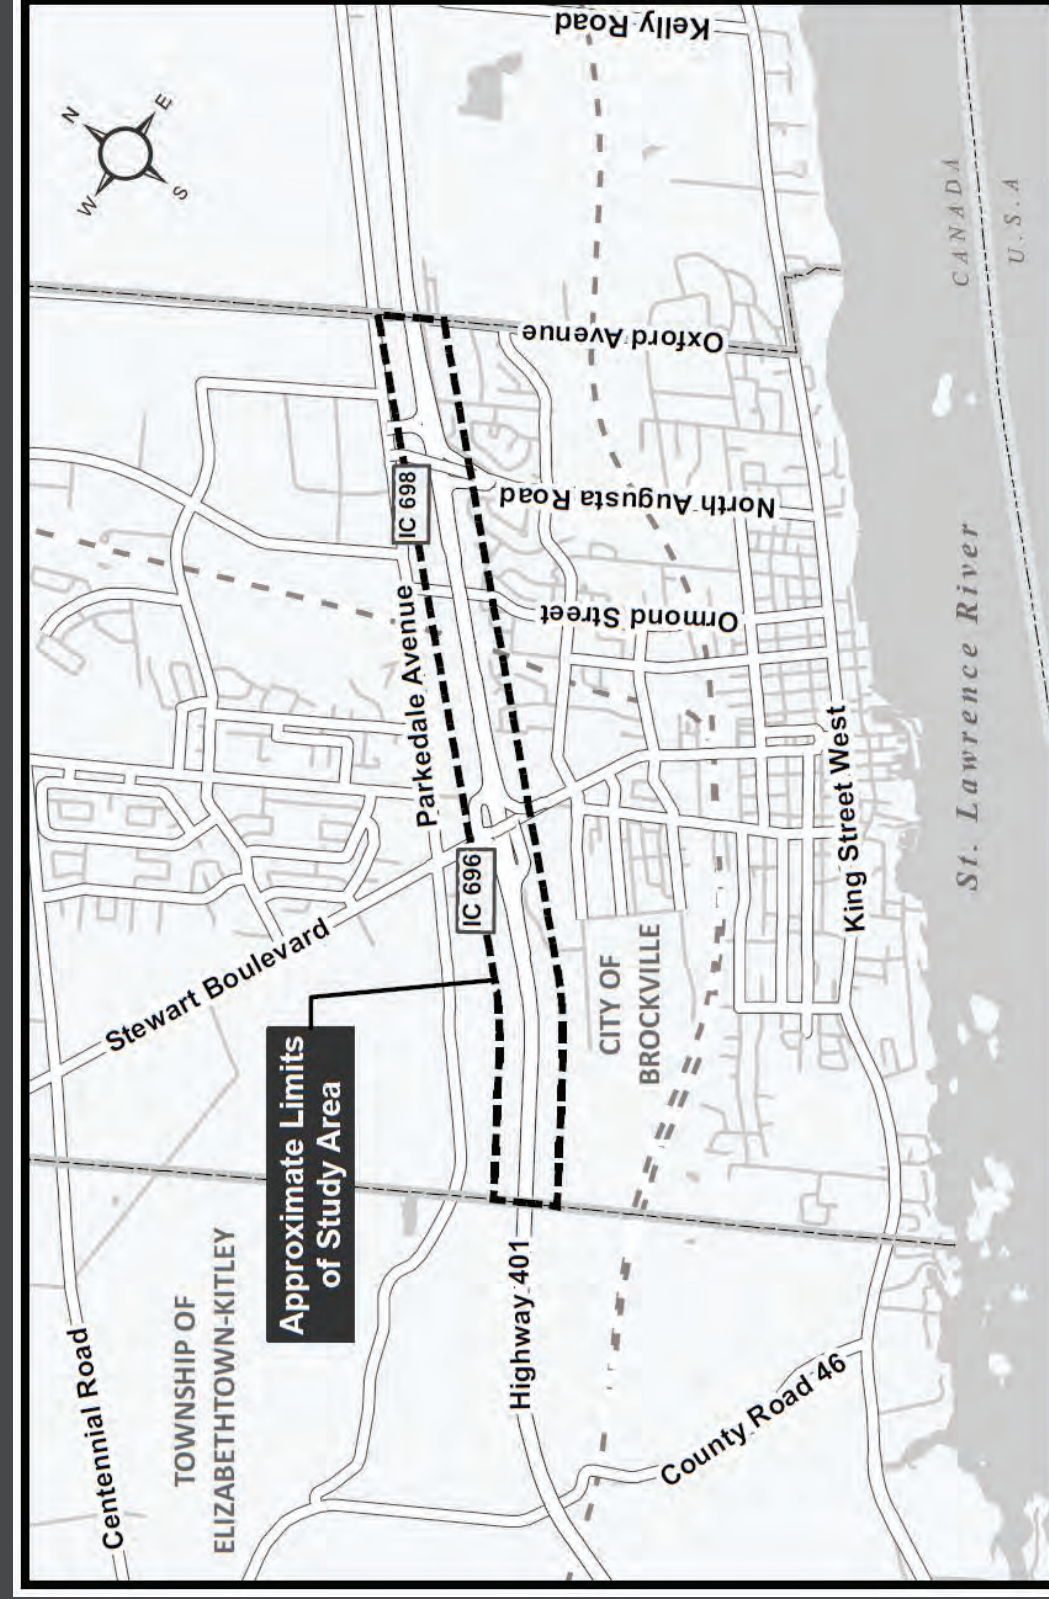 Kelly Road
N
E
W
S
CANADA
U.S.A
Oxford Avenue
IC 698
North Augusta Road
Ormond Street
Parkedale Avenue
St. Lawrence River
King Street West
IC 696
Stewart Boulevard
CITY OF
BROCKVILLE
Approximate Limits
of Study Area
TOWNSHIP OF
ELIZABETHTOWN-KITLEY
Highway 401
Centennial Road
County Road 46